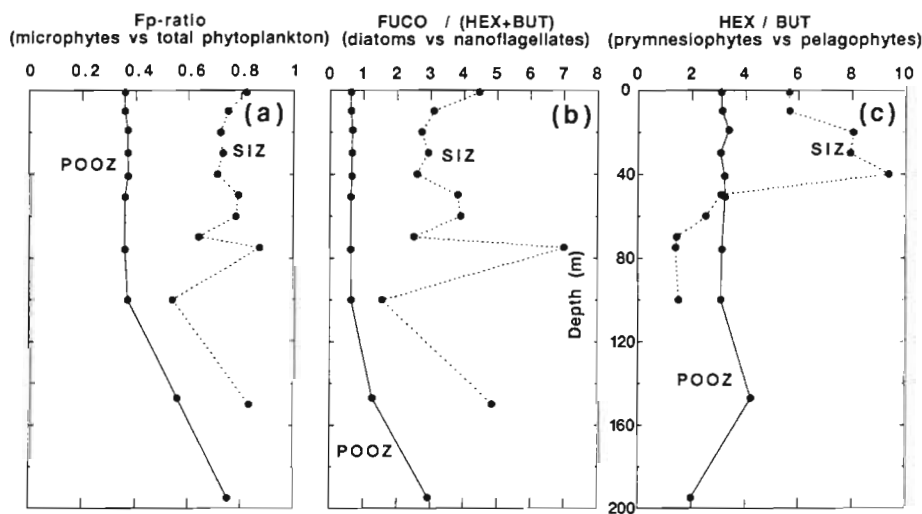 Fp-ratio
(microphytes vs total phytoplankton)
0 0.2 0.4 0.6 0.8 1
(a)
SIZ
POOZ
FUCO / (HEX+BUT)
(diatoms vs nanoflagellates)
0 1 2 3 4 5 6 7 8
(b)
SIZ
POOZ
HEX / BUT
(prymnesiophytes vs pelagophytes)
0 2 4 6 8 10
0
40
80
120
160
200
Depth (m)
(c)
SIZ
POOZ